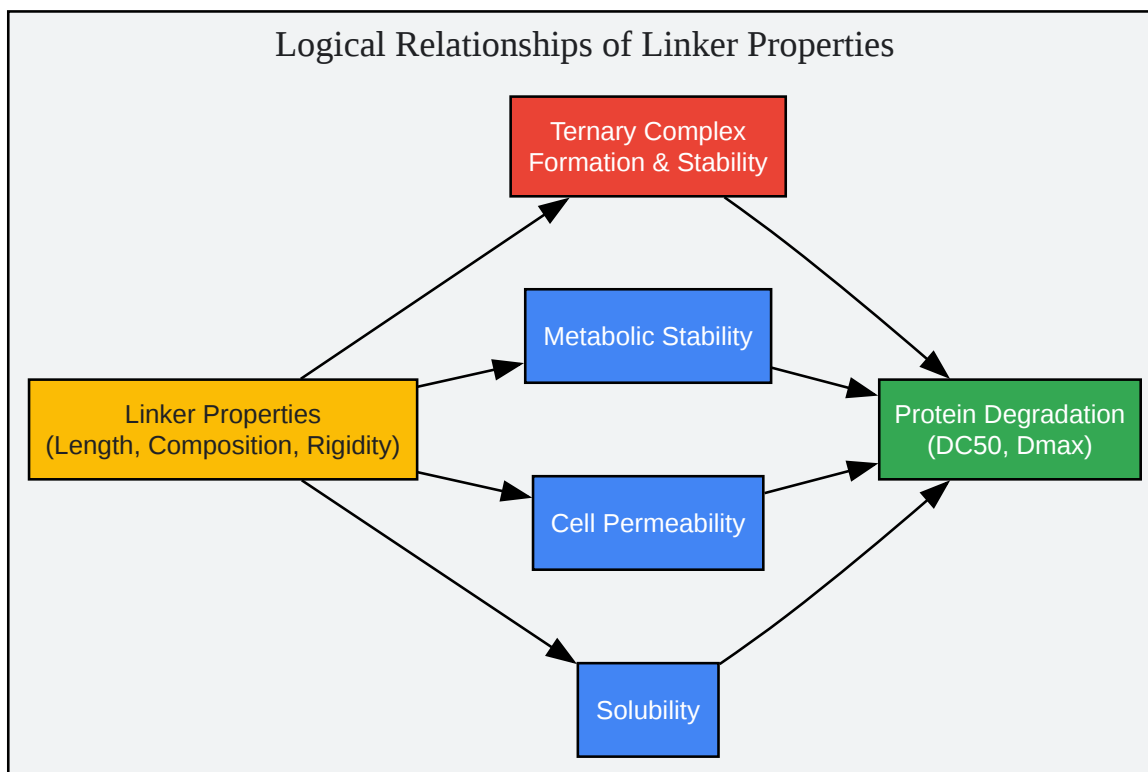 Logical Relationships of Linker Properties
Ternary Complex
Formation & Stability
Metabolic Stability
Linker Properties
(Length, Composition, Rigidity)
Protein Degradation
(DC50, Dmax)
Cell Permeability
Solubility